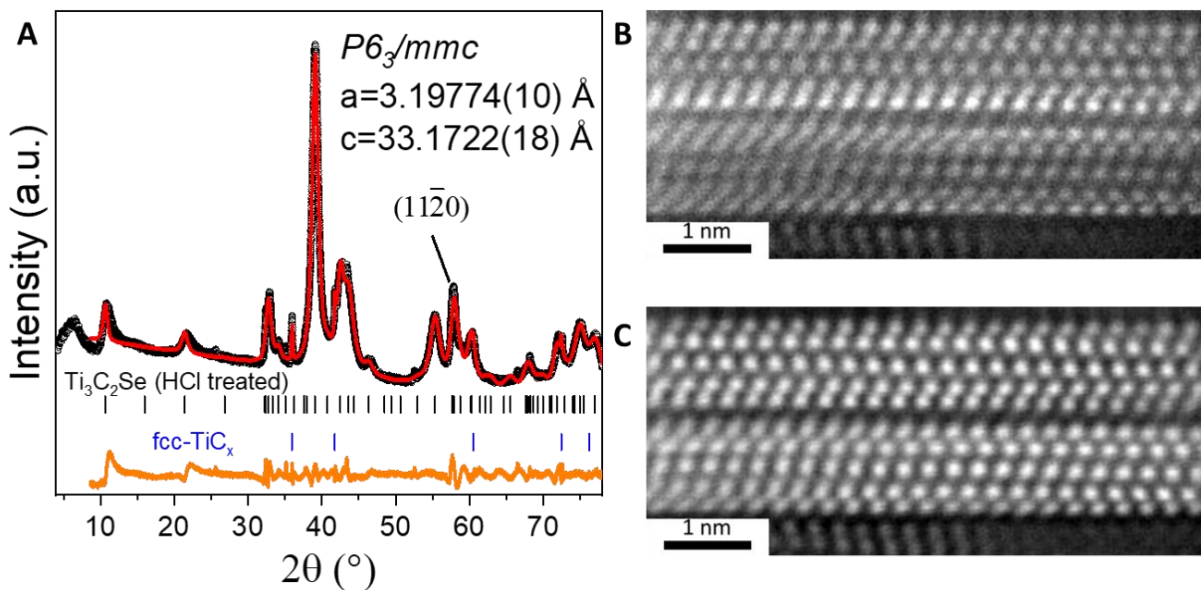 A
P6₃/mmc
a=3.19774(10) Å
c=33.1722(18) Å
(112̄0)
Intensity (a.u.)
Ti₃C₂Se (HCl treated)
fcc-TiCₓ
10 20 30 40 50 60 70
2θ (°)
B
1 nm
C
1 nm